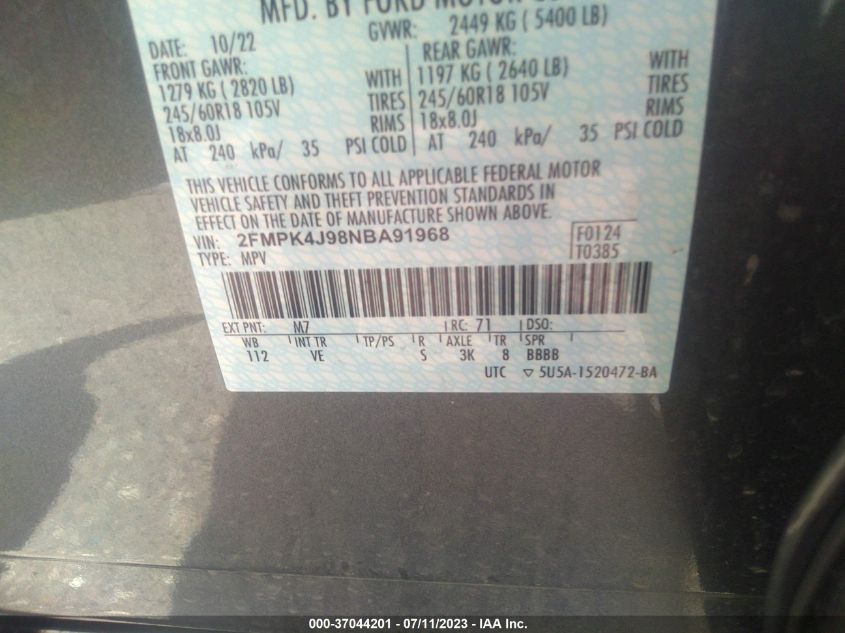 MFD. BY FORD MOTOR CO
DATE: 10/22 GVWR: 2449 KG ( 5400 LB)
FRONT GAWR: REAR GAWR:
1279 KG ( 2820 LB) WITH 1197 KG ( 2640 LB) WITH
245/60R18 105V TIRES 245/60R18 105V TIRES
18x8.0J RIMS 18x8.0J RIMS
AT 240 kPa/ 35 PSI COLD AT 240 kPa/ 35 PSI COLD
THIS VEHICLE CONFORMS TO ALL APPLICABLE FEDERAL MOTOR
VEHICLE SAFETY AND THEFT PREVENTION STANDARDS IN
EFFECT ON THE DATE OF MANUFACTURE SHOWN ABOVE.
VIN: 2FMPK4J98NBA91968 F0124
TYPE: MPV T0385
EXT PNT: M7 RC: 71 DSO:
WB INT TR TP/PS R AXLE TR SPR
112 VE S 3K 8 BBBB
UTC ▽ 5U5A-1520472-BA
000-37044201 - 07/11/2023 - IAA Inc.